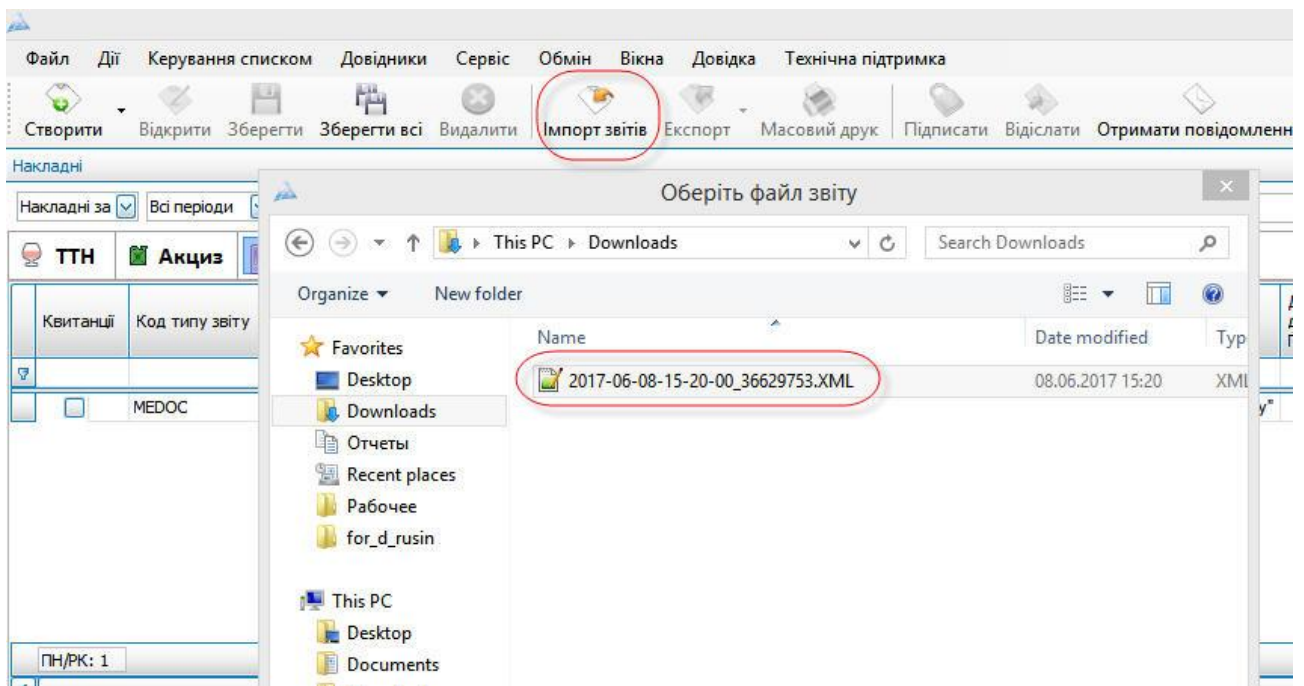 Файл Дії Керування списком Довідники Сервіс Обмін Вікна Довідка Технічна підтримка
Створити Відкрити Зберегти Зберегти всі Видалити Імпорт звітів Експорт Масовий друк Підписати Відіслати Отримати повідомленн
Накладні
Накладні за Всі періоди
Оберіть файл звіту
This PC Downloads Search Downloads
ТТН Акциз
Organize New folder
Квитанції Код типу звіту
Name Date modified Typ
Favorites
Desktop 2017-06-08-15-20-00_36629753.XML 08.06.2017 15:20 XML
MEDOC Downloads у"
Отчеты
Recent places
Рабочее
for_d_rusin
This PC
Desktop
ПН/РК: 1 Documents